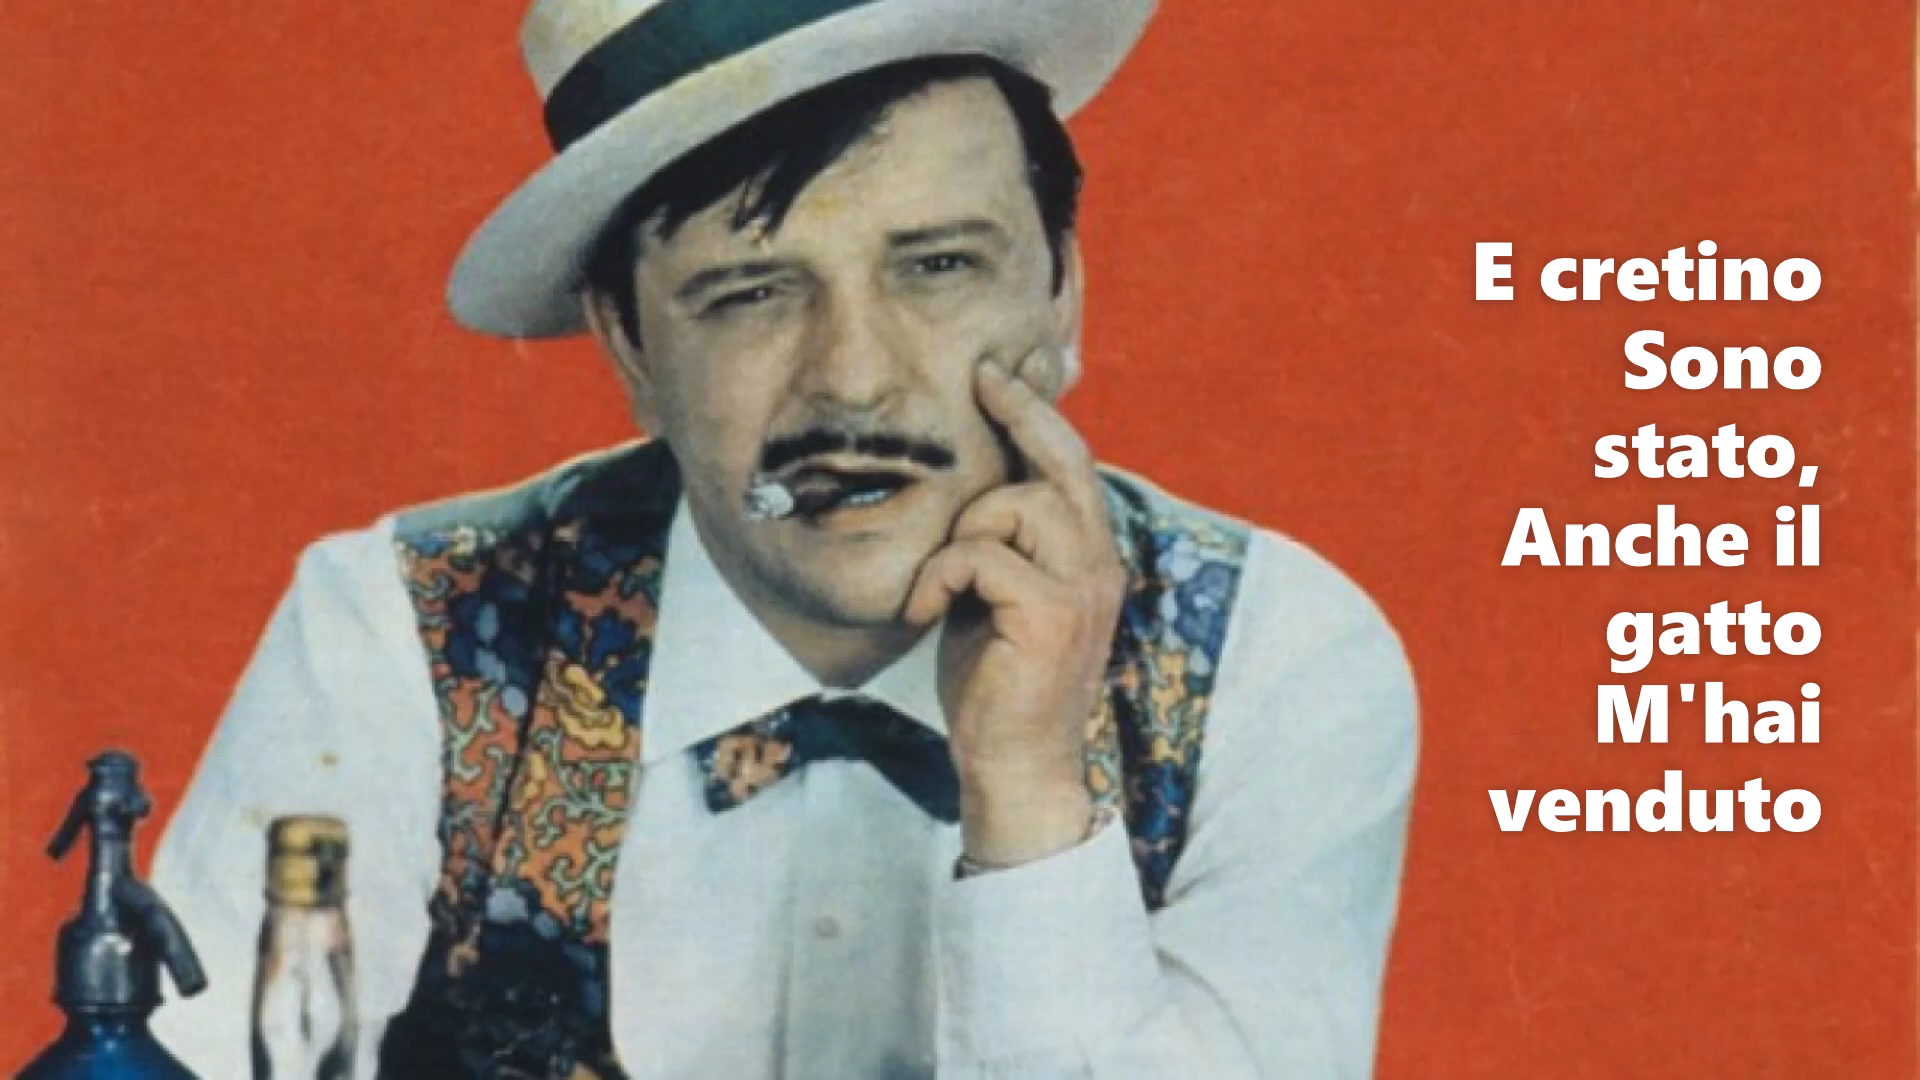 E cretino
Sono
stato,
Anche il
gatto
M'hai
venduto